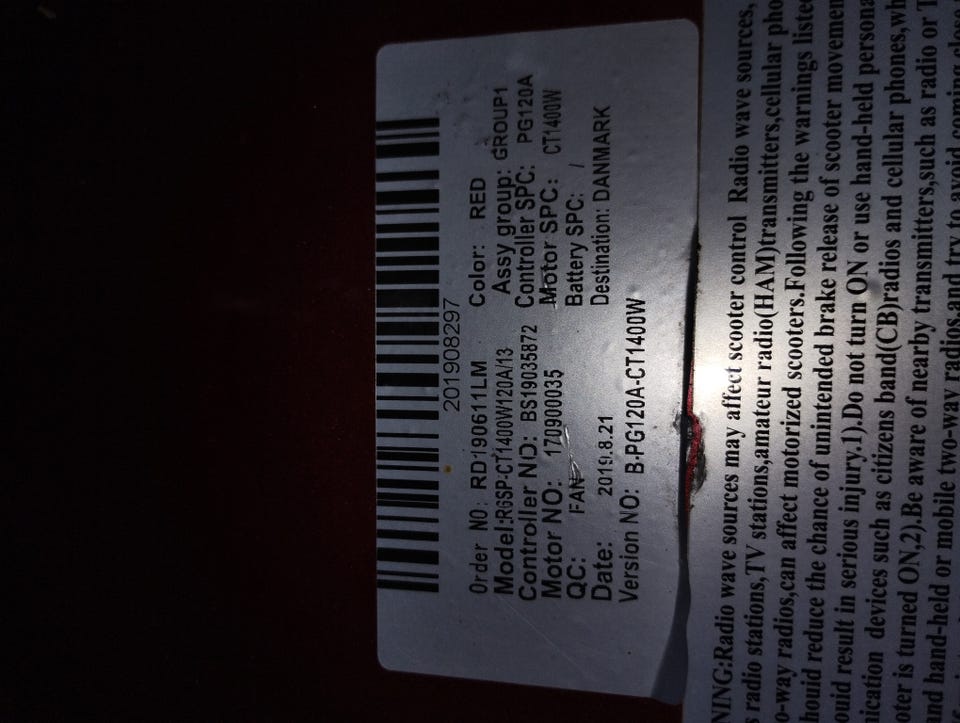 201908297
Order NO: RD190611LM Color: RED
Model:R6SP-CT1400W120A/13 Assy group: GROUP1
Controller NO: BS19035872 Controller SPC: PG120A
Motor NO: 170900035 Motor SPC: CT1400W
QC: FAN Battery SPC: /
Date: 2019.8.21 Destination: DANMARK
Version NO: B-PG120A-CT1400W
NING:Radio wave sources may affect scooter control Radio wave sources,
s radio stations,TV stations,amateur radio(HAM)transmitters,cellular pho
o-way radios,can affect motorized scooters.Following the warnings liste
houid reduce the chance of unintended brake release of scooter movemen
ouid result in serious injury.1).Do not turn ON or use hand-held persona
ication devices such as citizens band(CB)radios and cellular phones,wh
oter is turned ON,2).Be aware of nearby transmitters,such as radio or T
nd hand-held or mobile two-way radios,and try to avoid coming close